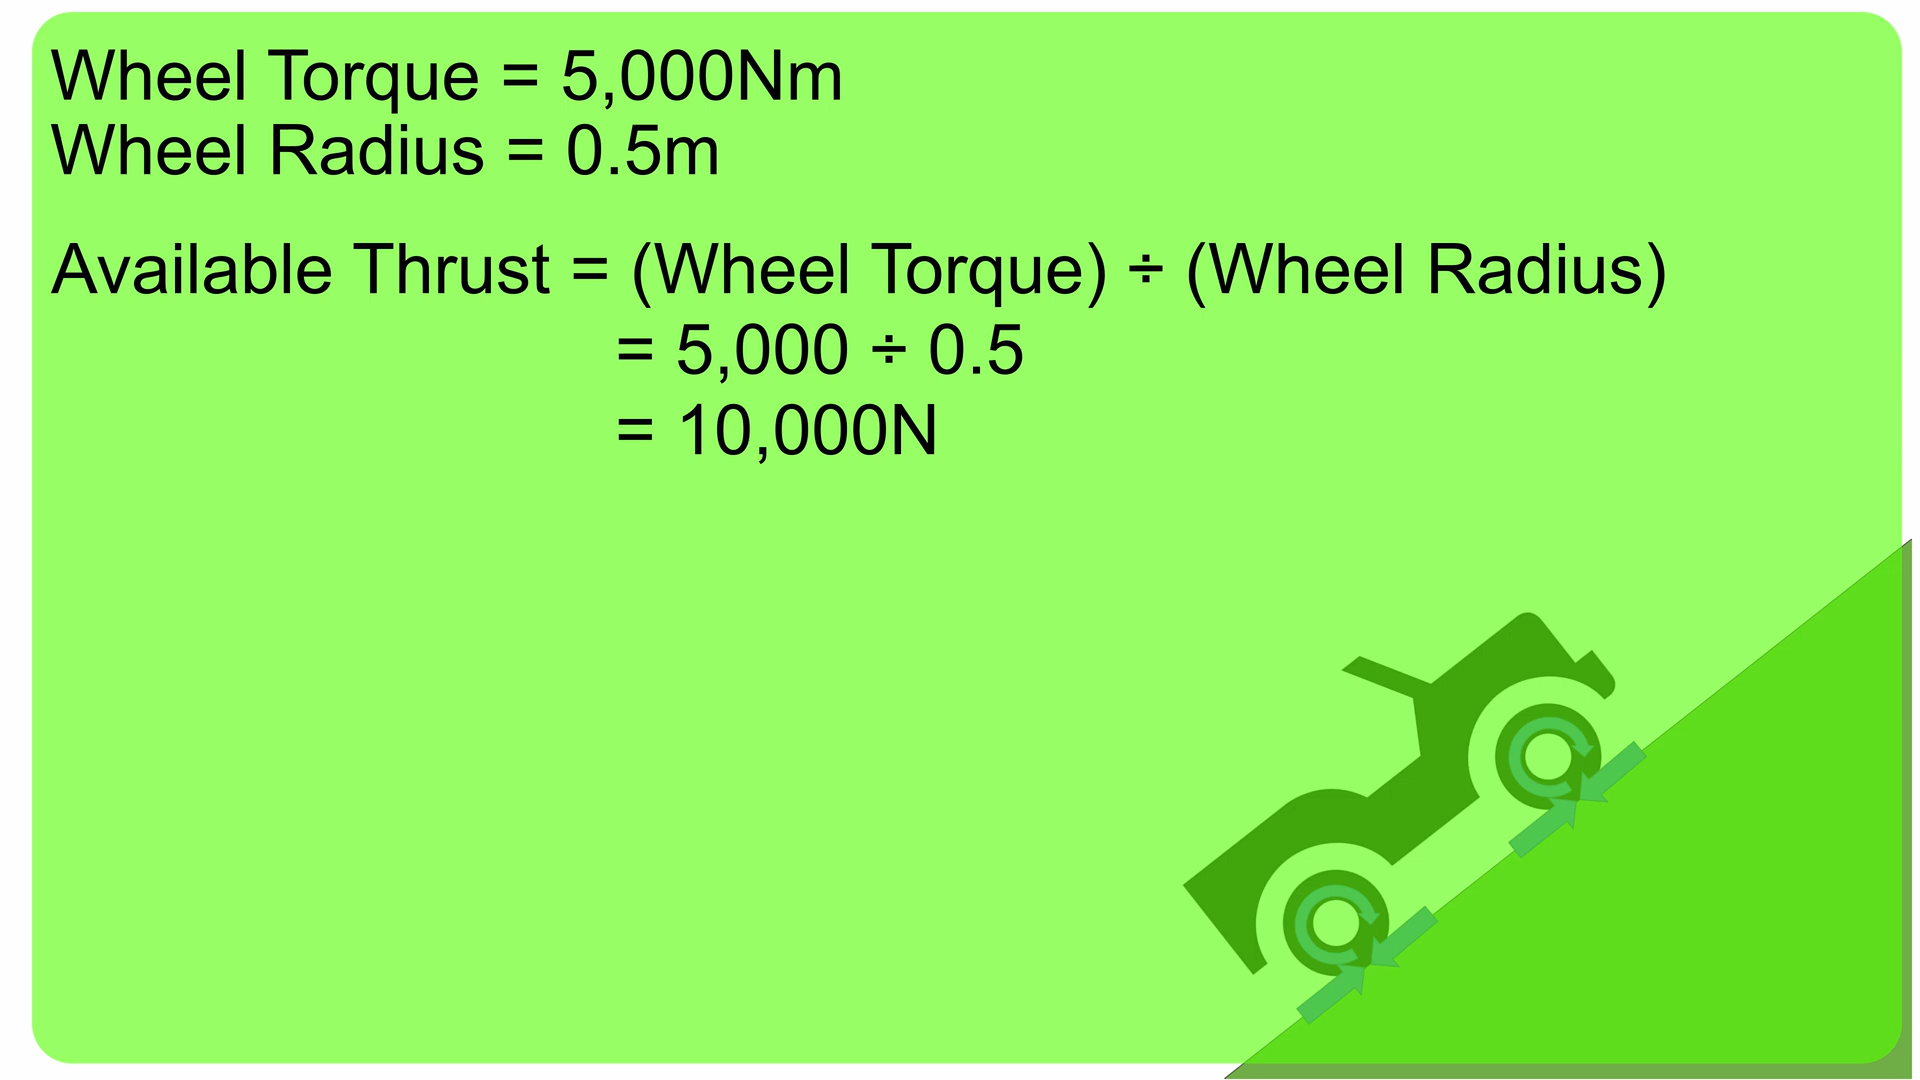 Wheel Torque = 5,000Nm
Wheel Radius = 0.5m
Available Thrust = (Wheel Torque) ÷ (Wheel Radius)
= 5,000 ÷ 0.5
= 10,000N